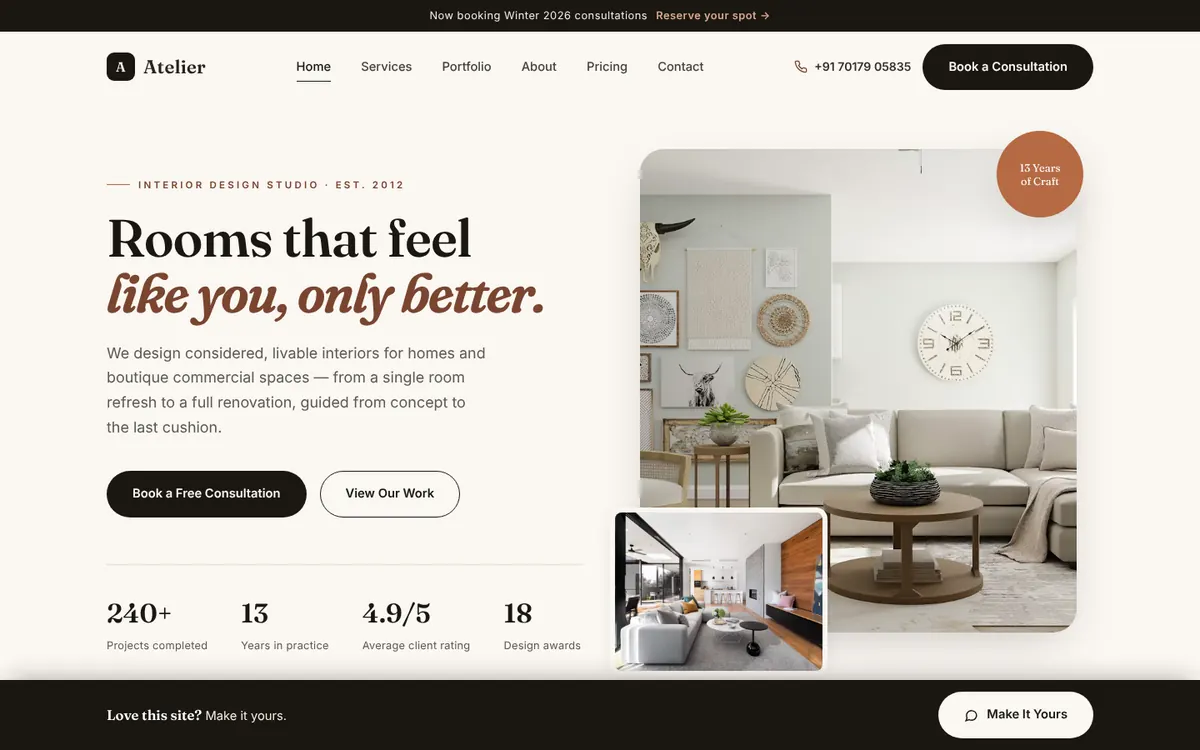 Now booking Winter 2026 consultations Reserve your spot →
A Atelier
Home Services Portfolio About Pricing Contact
+91 70179 05835
Book a Consultation
INTERIOR DESIGN STUDIO · EST. 2012
Rooms that feel
like you, only better.
We design considered, livable interiors for homes and
boutique commercial spaces — from a single room
refresh to a full renovation, guided from concept to
the last cushion.
Book a Free Consultation
View Our Work
240+
Projects completed
13
Years in practice
4.9/5
Average client rating
18
Design awards
13 Years
of Craft
12
3
6
9
Love this site? Make it yours.
Make It Yours